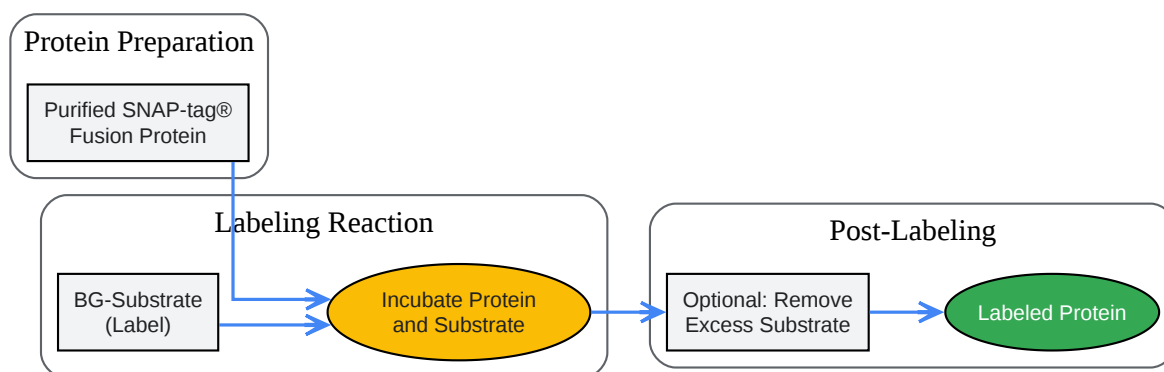 Protein Preparation
Purified SNAP-tag®
Fusion Protein
Labeling Reaction
BG-Substrate
(Label)
Incubate Protein
and Substrate
Post-Labeling
Optional: Remove
Excess Substrate
Labeled Protein